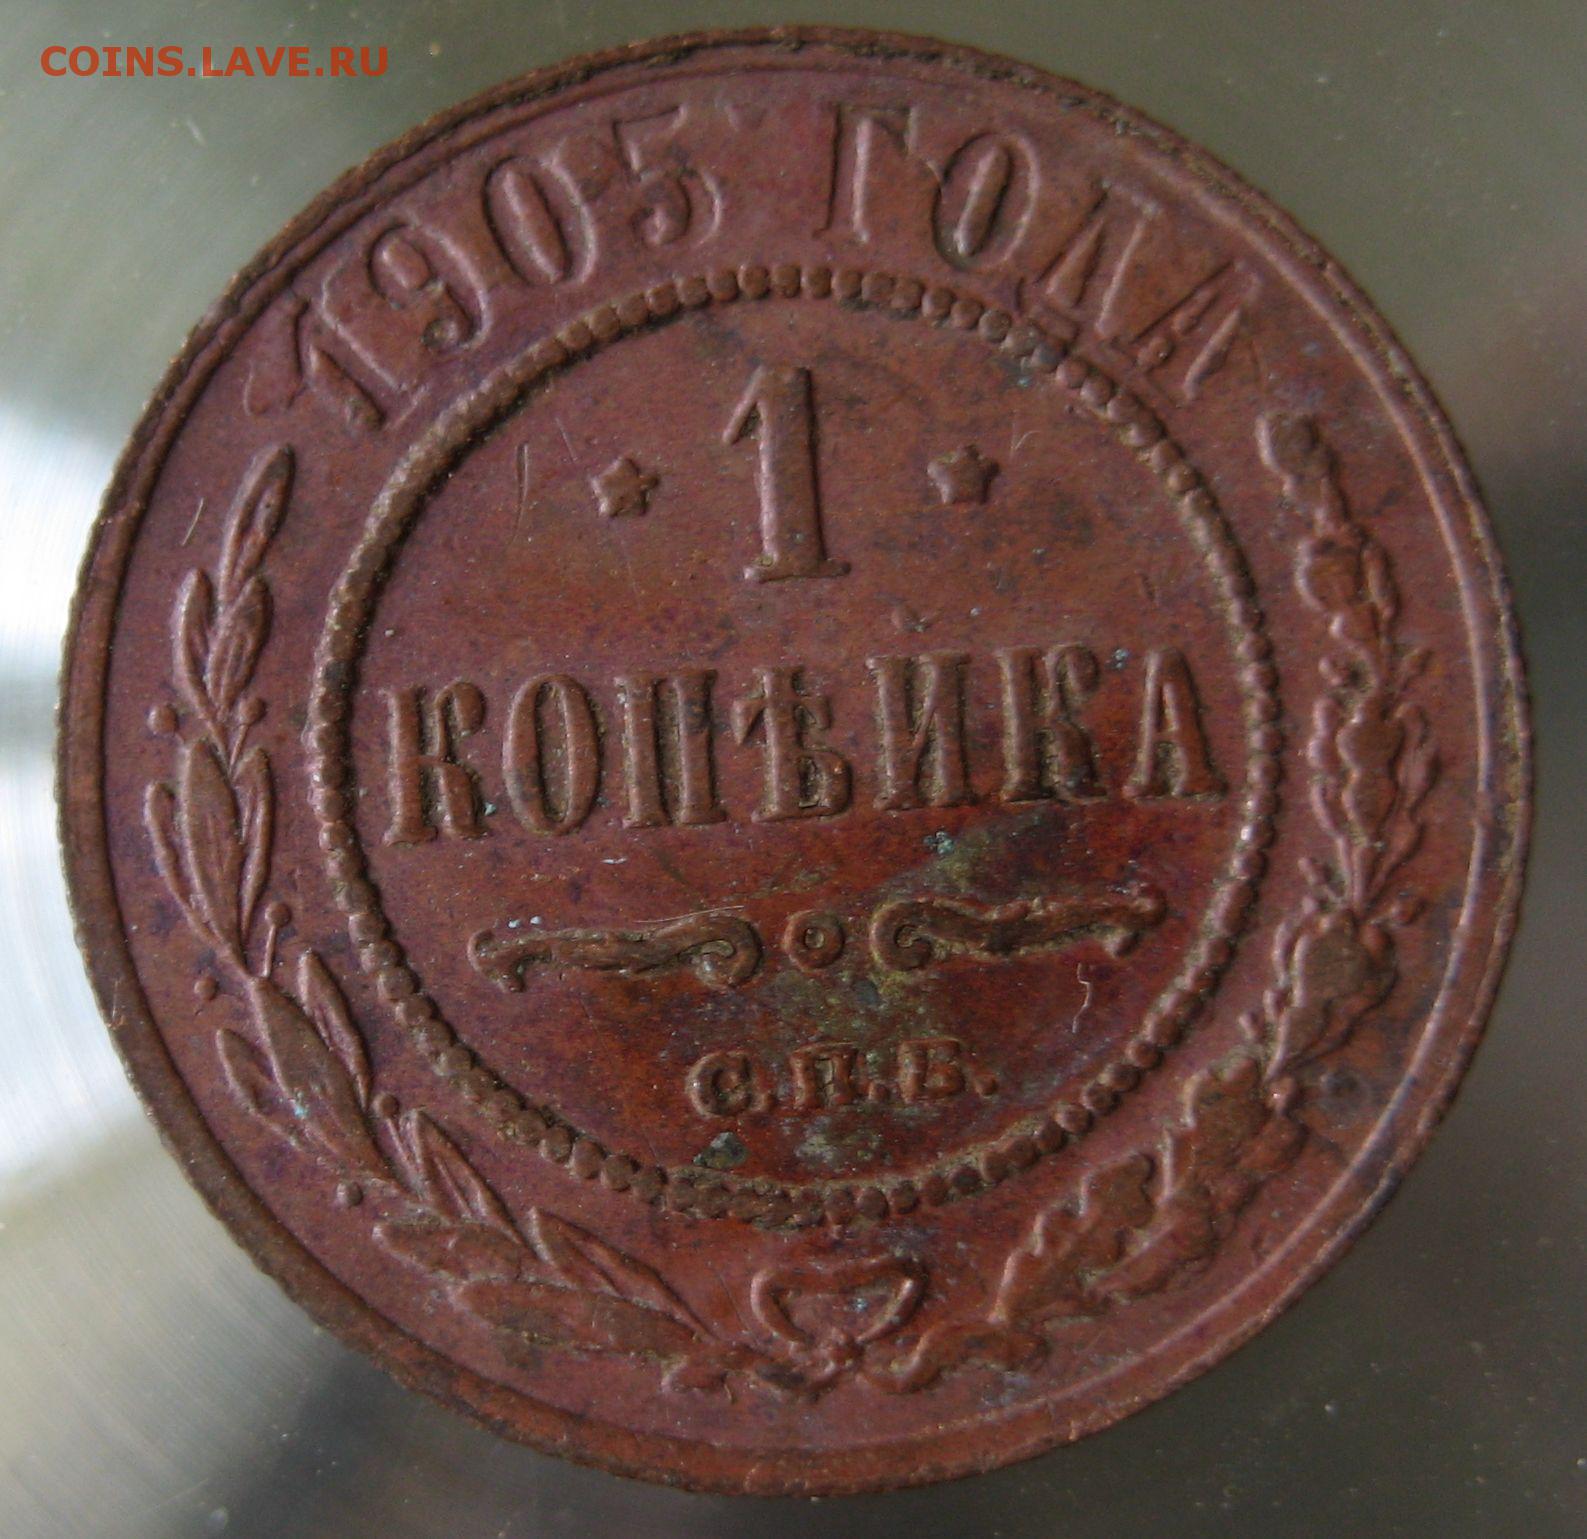 COINS.LAVE.RU
1905 ГОДА
1
КОПѢЙКА
С.П.Б.